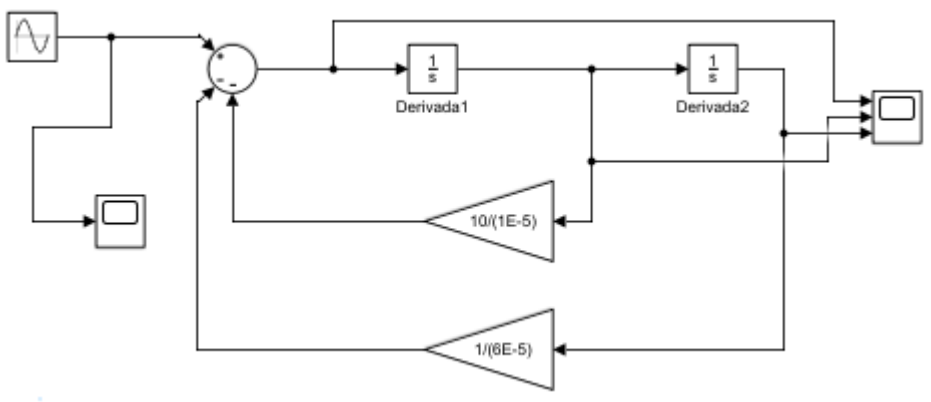 1
s
Derivada1
1
s
Derivada2
10/(1E-5)
1/(6E-5)